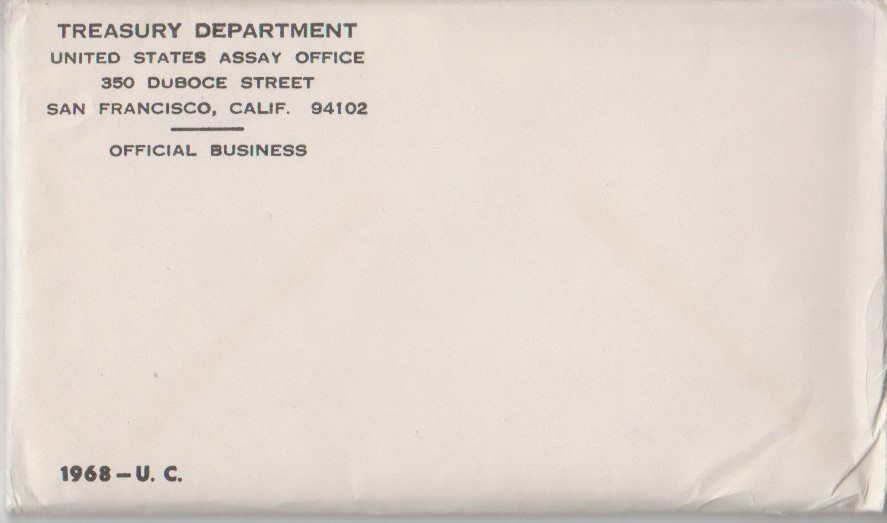 TREASURY DEPARTMENT
UNITED STATES ASSAY OFFICE
350 DUBOCE STREET
SAN FRANCISCO, CALIF. 94102
OFFICIAL BUSINESS
1968 – U. C.